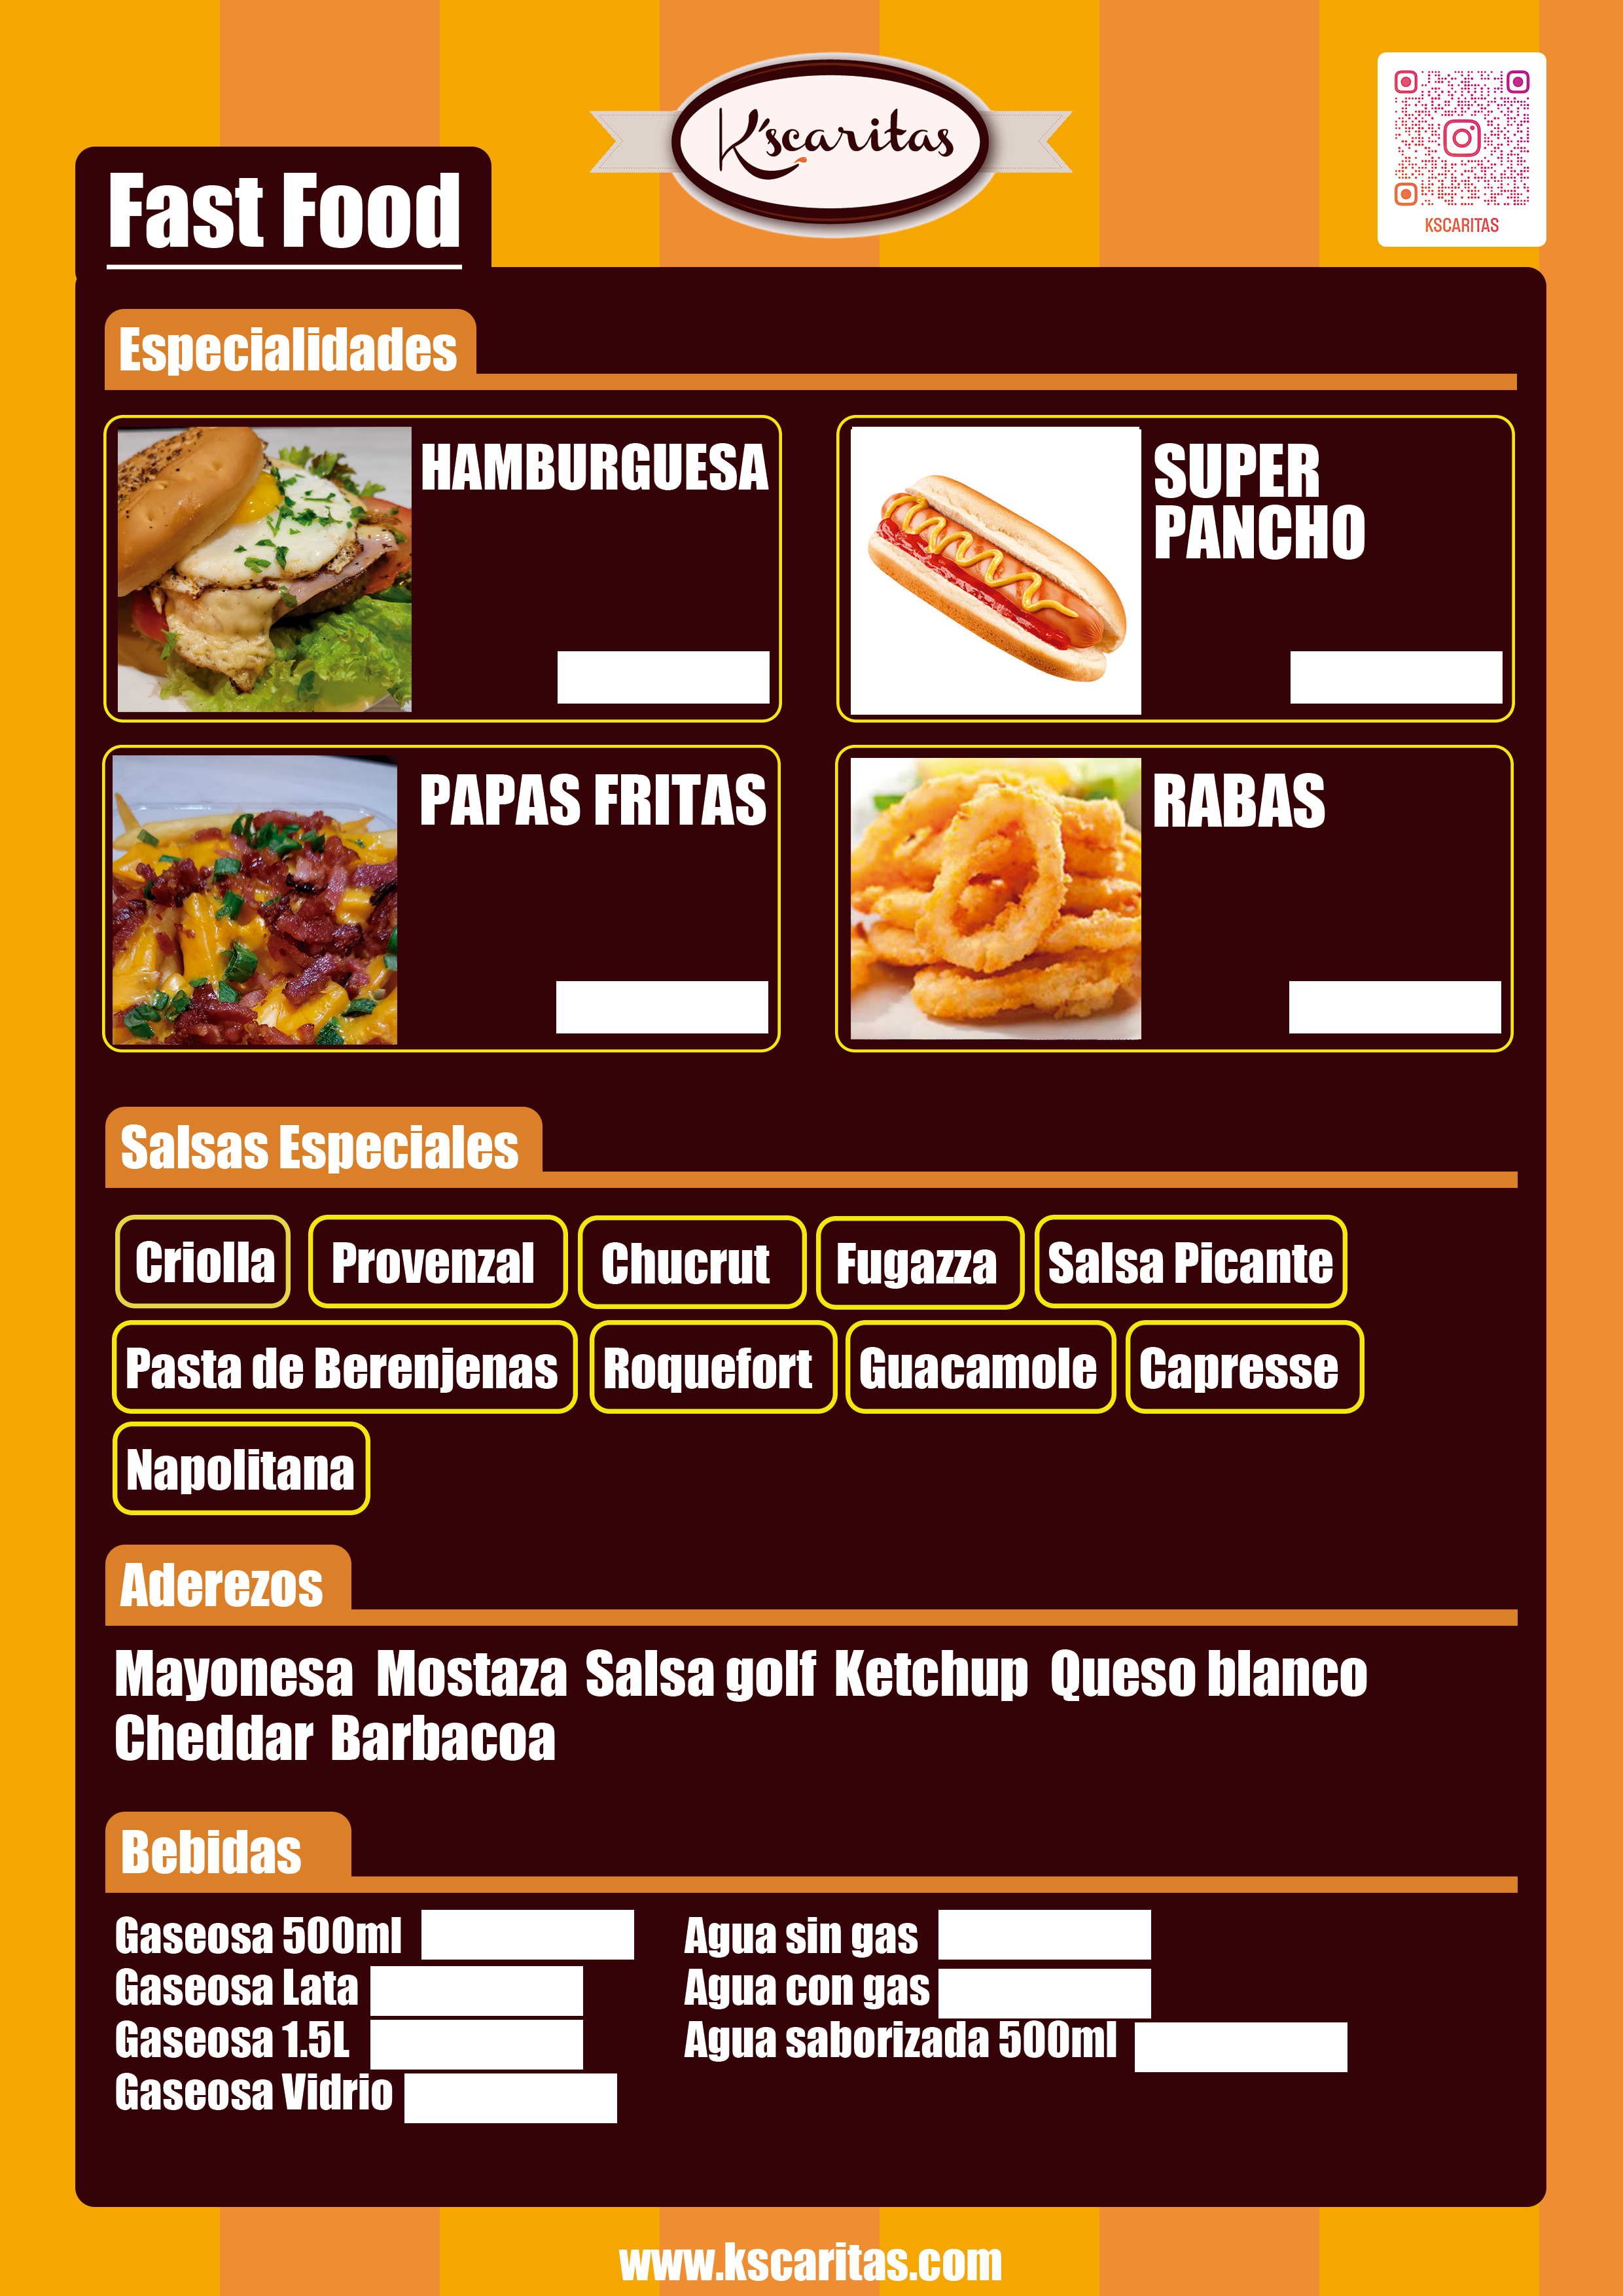 K'scaritas
KSCARITAS
Fast Food
Especialidades
HAMBURGUESA
SUPER
PANCHO
PAPAS FRITAS
RABAS
Salsas Especiales
Criolla
Provenzal
Chucrut
Fugazza
Salsa Picante
Pasta de Berenjenas
Roquefort
Guacamole
Capresse
Napolitana
Aderezos
Mayonesa Mostaza Salsa golf Ketchup Queso blanco
Cheddar Barbacoa
Bebidas
Gaseosa 500ml
Gaseosa Lata
Gaseosa 1.5L
Gaseosa Vidrio
Agua sin gas
Agua con gas
Agua saborizada 500ml
www.kscaritas.com